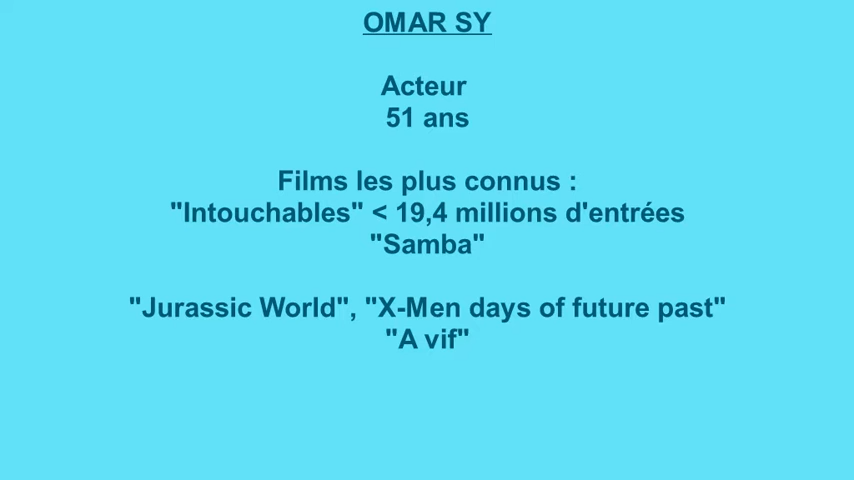 OMAR SY
Acteur
51 ans
Films les plus connus :
"Intouchables" < 19,4 millions d'entrées
"Samba"
"Jurassic World", "X-Men days of future past"
"A vif"